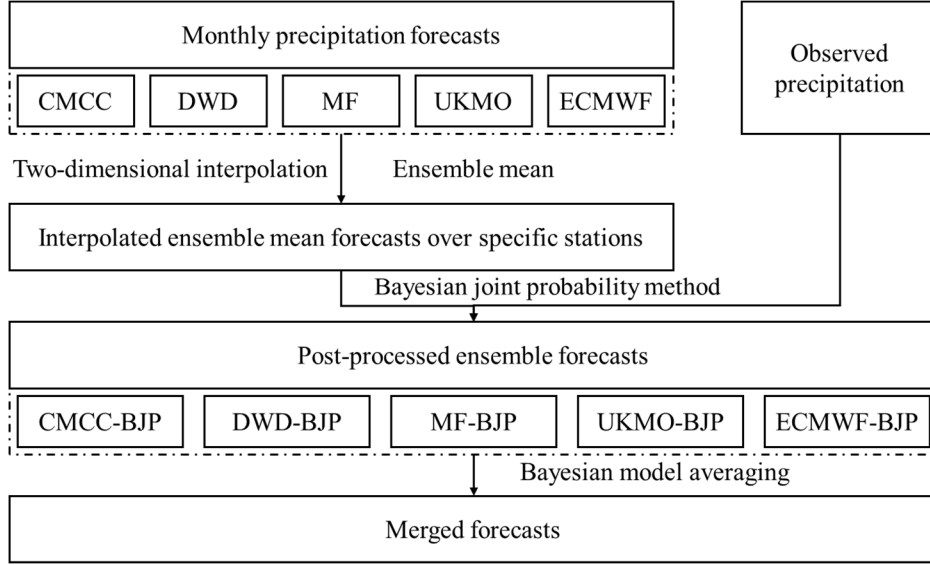 Monthly precipitation forecasts
Observed
precipitation
CMCC
DWD
MF
UKMO
ECMWF
Two-dimensional interpolation
Ensemble mean
Interpolated ensemble mean forecasts over specific stations
Bayesian joint probability method
Post-processed ensemble forecasts
CMCC-BJP
DWD-BJP
MF-BJP
UKMO-BJP
ECMWF-BJP
Bayesian model averaging
Merged forecasts